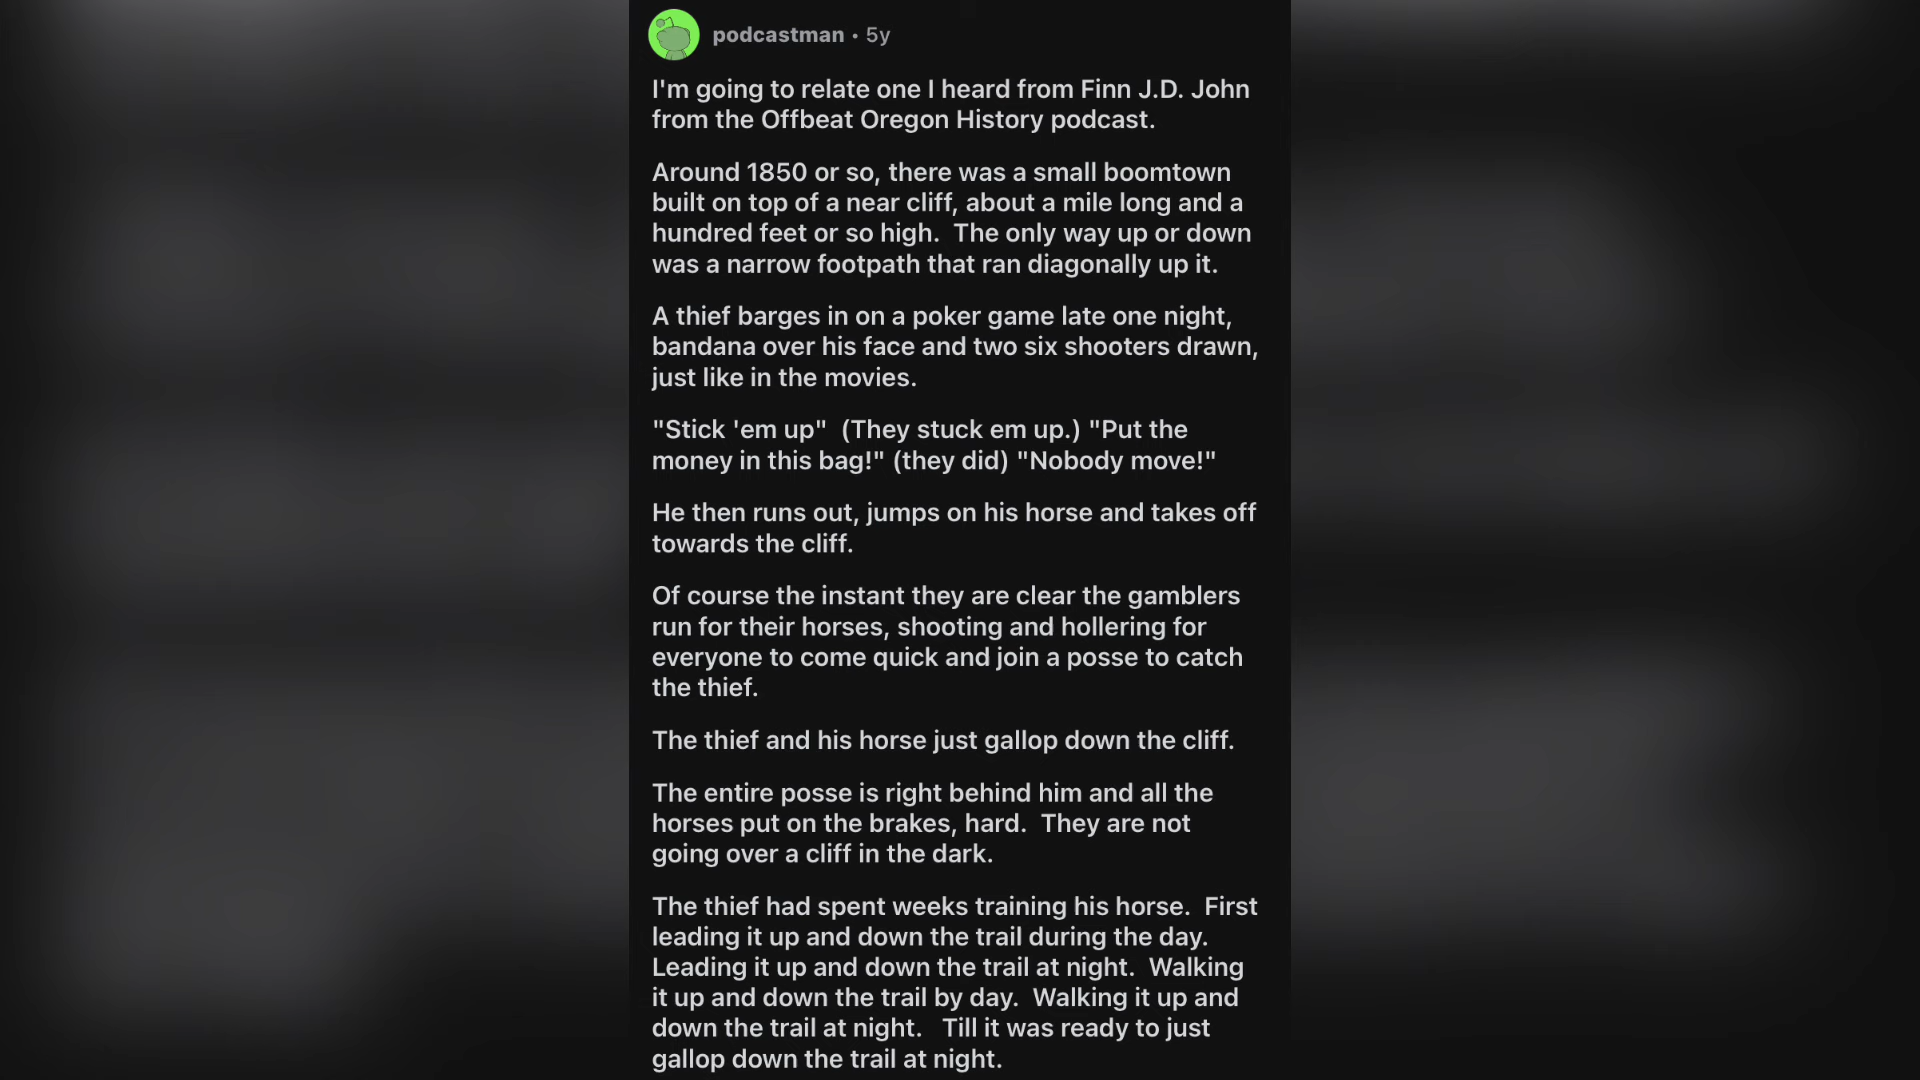 podcastman • 5y
I'm going to relate one I heard from Finn J.D. John
from the Offbeat Oregon History podcast.
Around 1850 or so, there was a small boomtown
built on top of a near cliff, about a mile long and a
hundred feet or so high.  The only way up or down
was a narrow footpath that ran diagonally up it.
A thief barges in on a poker game late one night,
bandana over his face and two six shooters drawn,
just like in the movies.
"Stick 'em up"  (They stuck em up.) "Put the
money in this bag!" (they did) "Nobody move!"
He then runs out, jumps on his horse and takes off
towards the cliff.
Of course the instant they are clear the gamblers
run for their horses, shooting and hollering for
everyone to come quick and join a posse to catch
the thief.
The thief and his horse just gallop down the cliff.
The entire posse is right behind him and all the
horses put on the brakes, hard.  They are not
going over a cliff in the dark.
The thief had spent weeks training his horse.  First
leading it up and down the trail during the day.
Leading it up and down the trail at night.  Walking
it up and down the trail by day.  Walking it up and
down the trail at night.   Till it was ready to just
gallop down the trail at night.